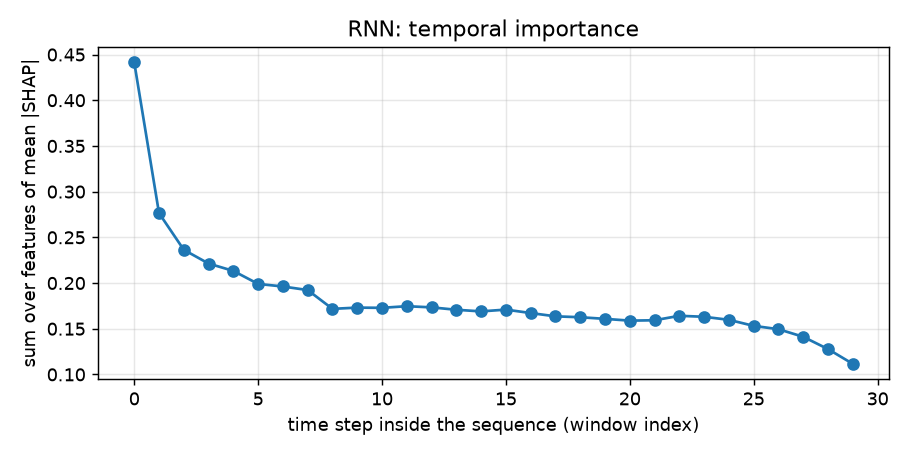 RNN: temporal importance
sum over features of mean |SHAP|
0.45
0.40
0.35
0.30
0.25
0.20
0.15
0.10
0 5 10 15 20 25 30
time step inside the sequence (window index)